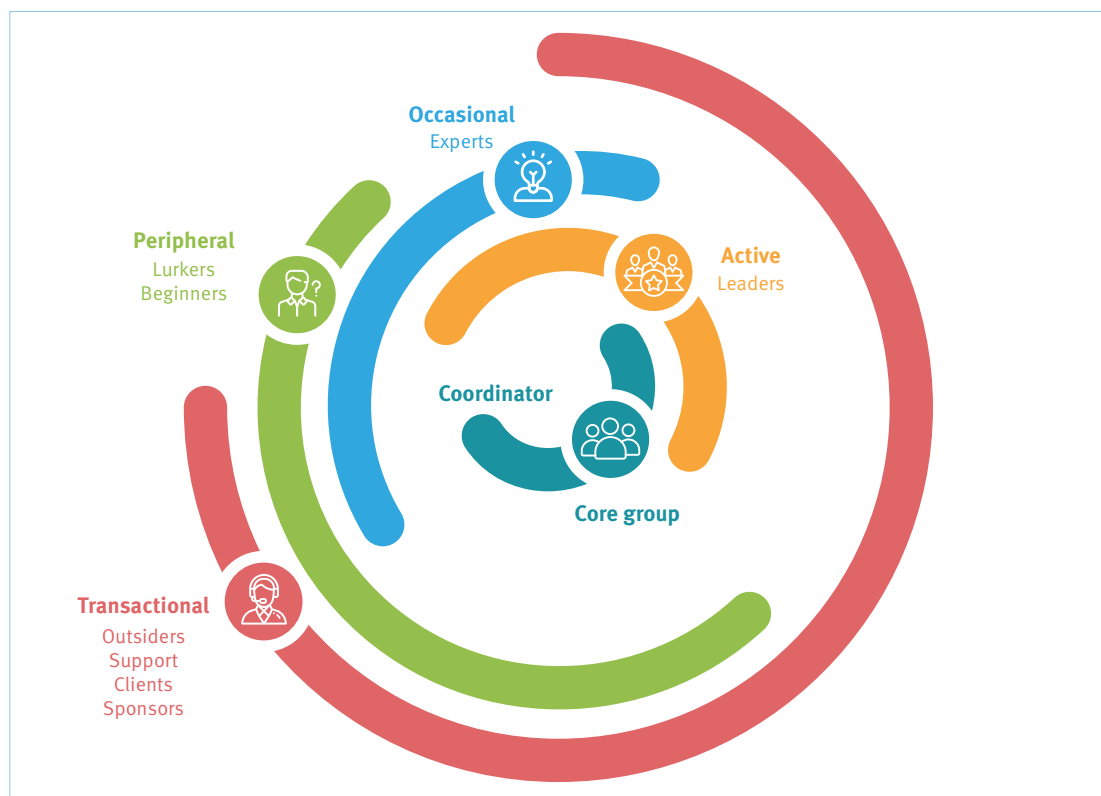 Occasional
Experts
Peripheral
Lurkers
Beginners
?
Active
Leaders
Coordinator
Core group
Transactional
Outsiders
Support
Clients
Sponsors